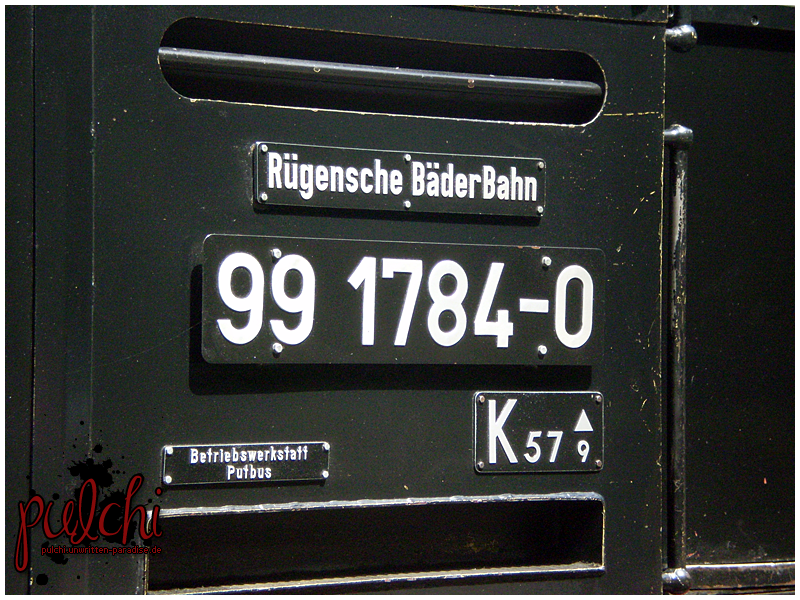 Rügensche BäderBahn
99 1784-0
K 57 ▲ 9
Betriebswerkstatt
Putbus
pulchi
pulchi-unwritten-paradise.de